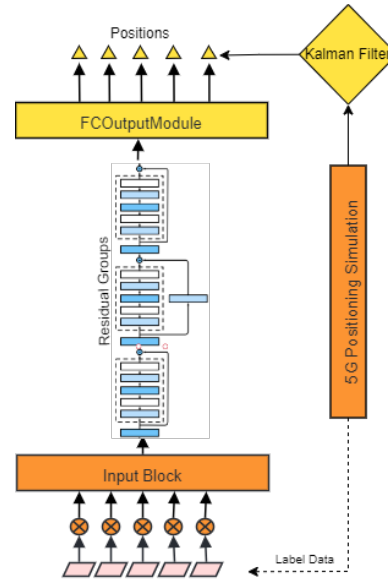 Positions
Kalman Filter
FCOutputModule
Residual Groups
5G Positioning Simulation
Input Block
Label Data